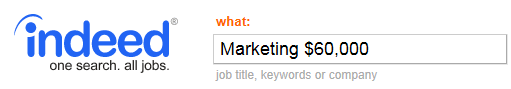 indeed®
one search. all jobs.
what:
Marketing $60,000
job title, keywords or company